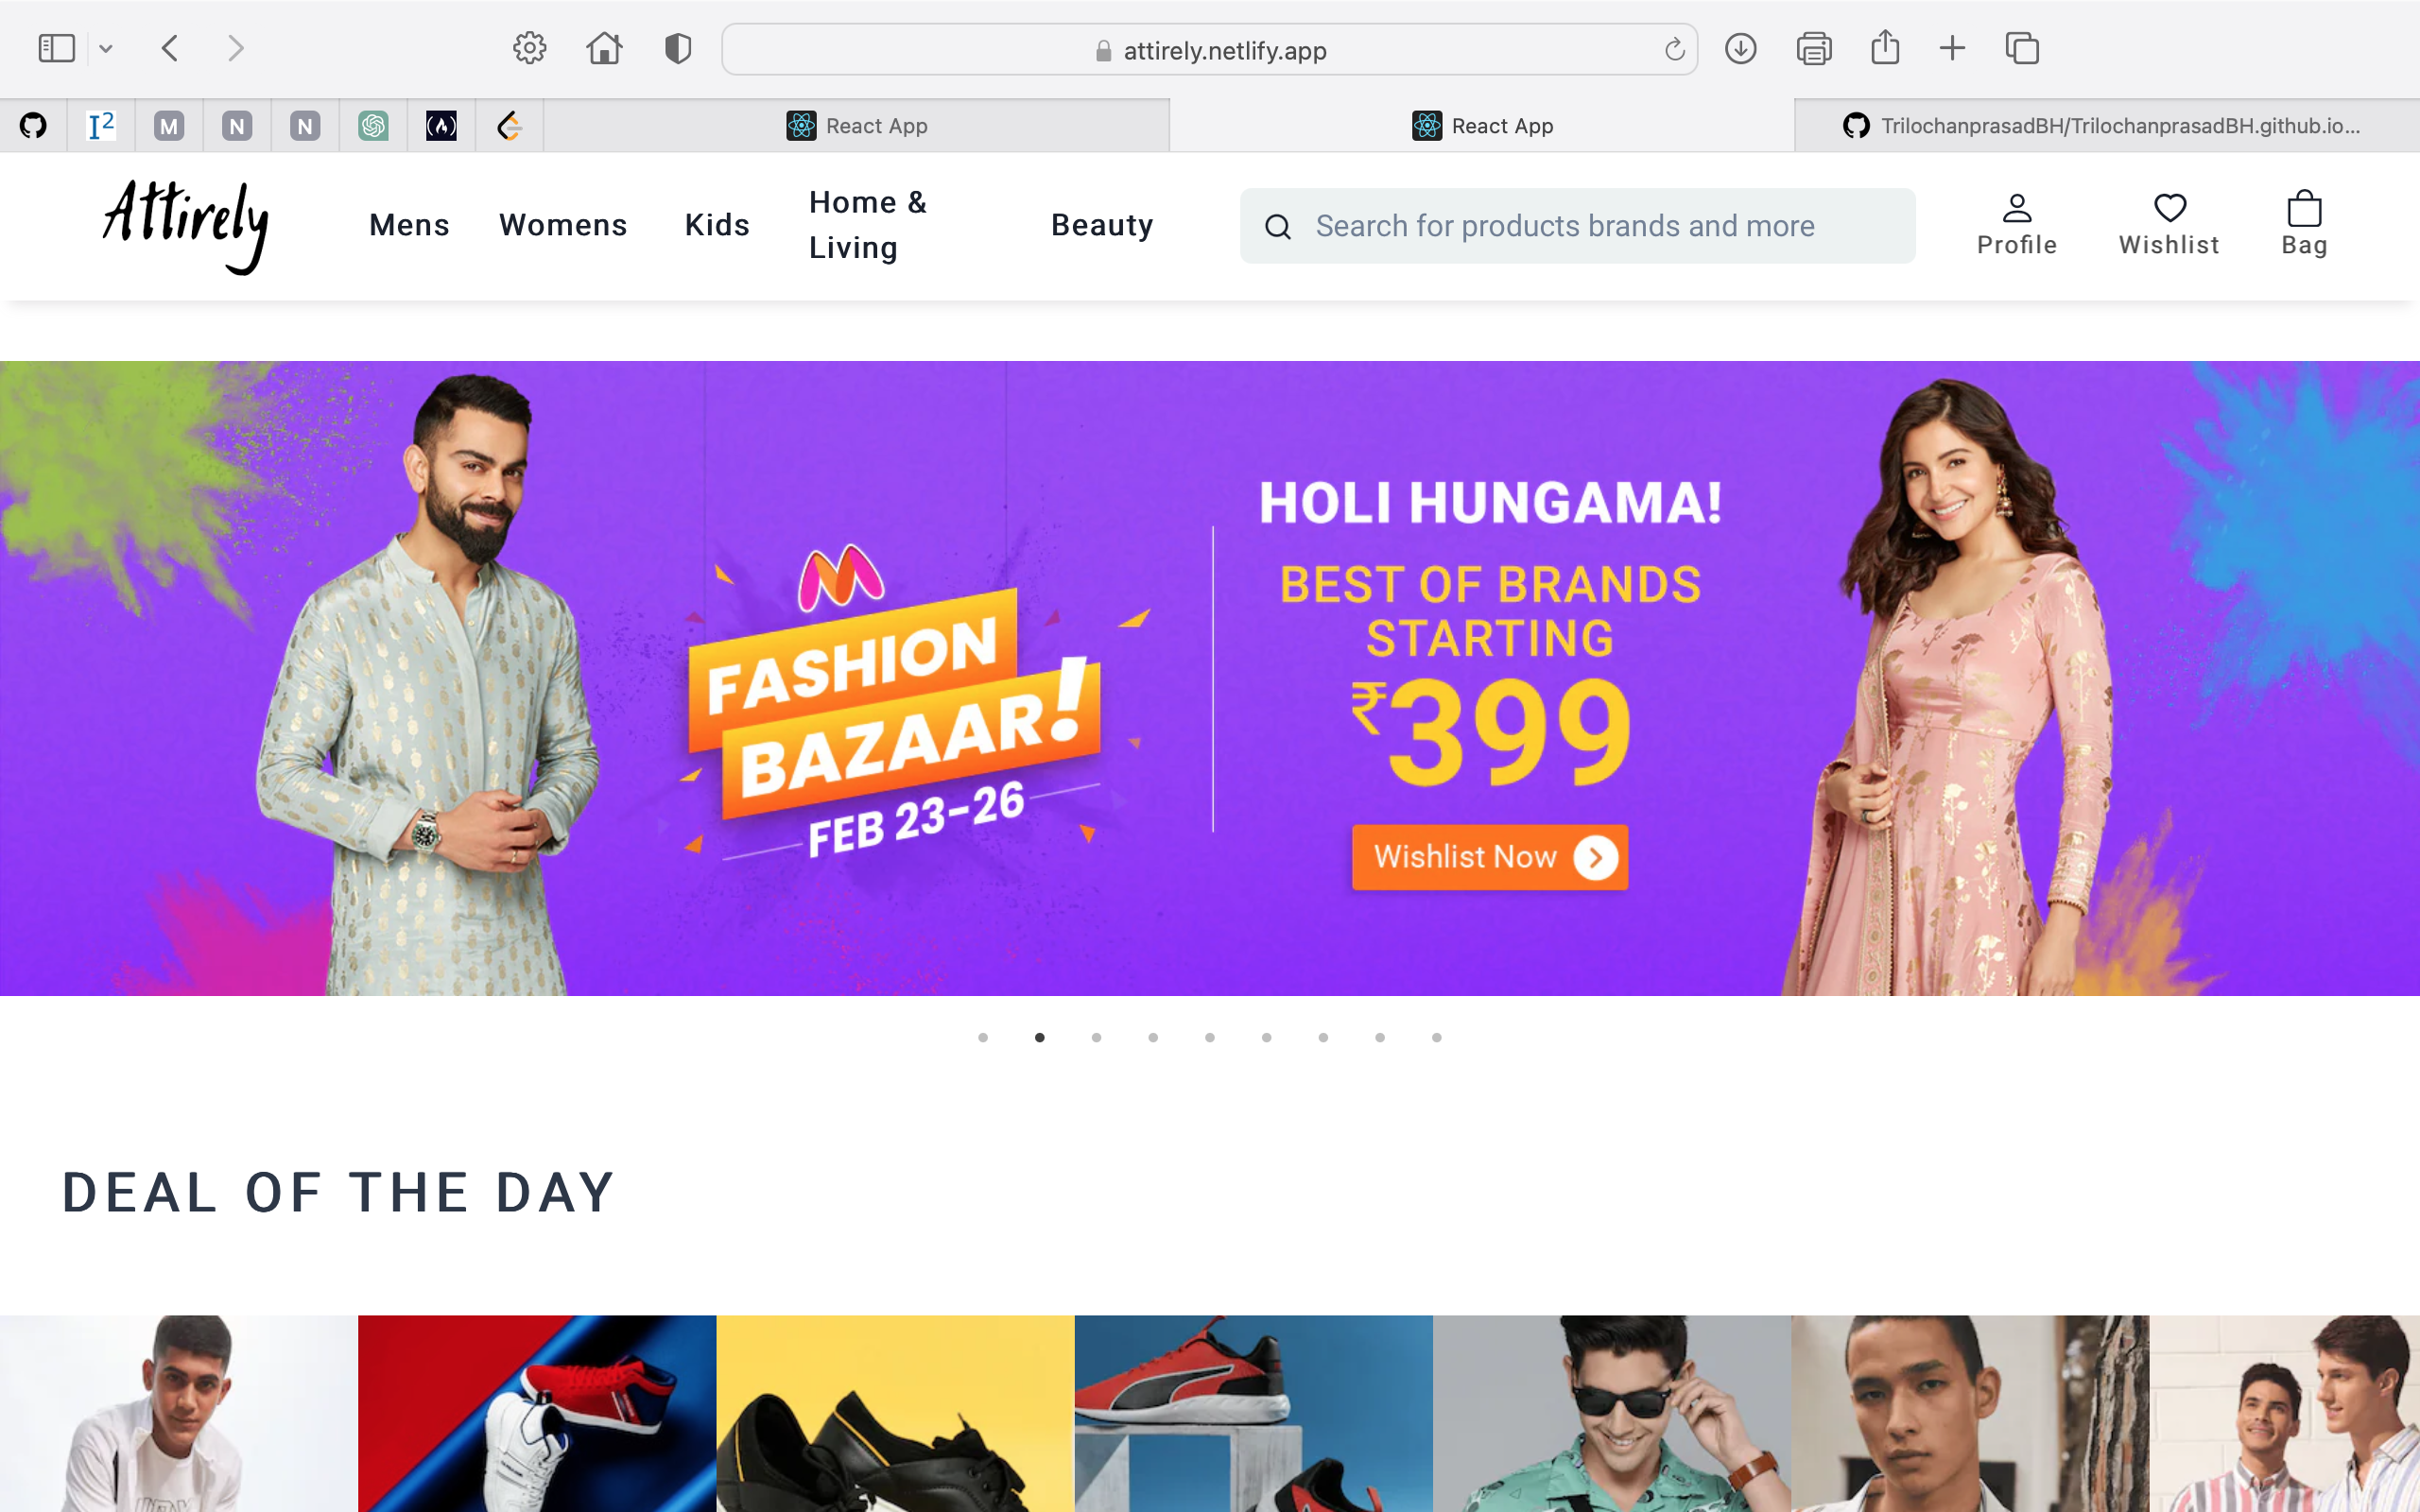 attirely.netlify.app
I2
M
N
N
React App
React App
TrilochanprasadBH/TrilochanprasadBH.github.io...
Attirely
Mens
Womens
Kids
Home &
Living
Beauty
Search for products brands and more
Profile
Wishlist
Bag
FASHION
BAZAAR!
FEB 23-26
HOLI HUNGAMA!
BEST OF BRANDS
STARTING
₹399
Wishlist Now
DEAL OF THE DAY